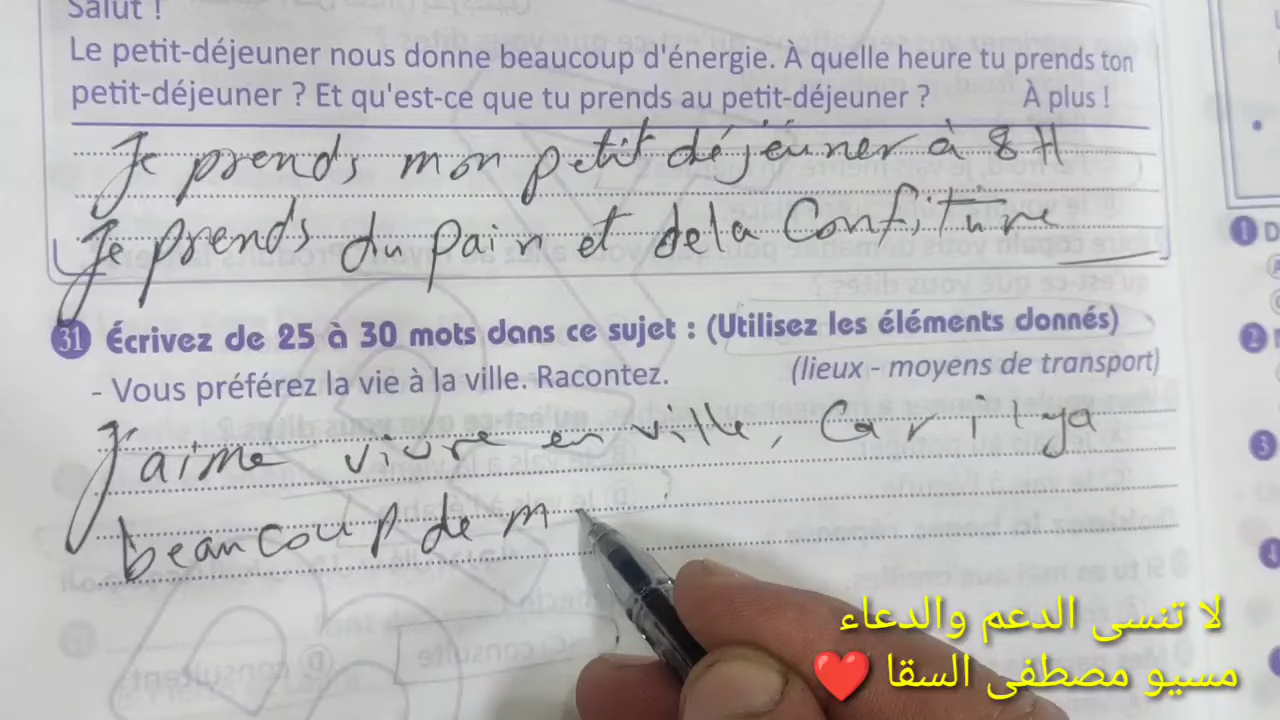 Salut !
Le petit-déjeuner nous donne beaucoup d'énergie. À quelle heure tu prends ton
petit-déjeuner ? Et qu'est-ce que tu prends au petit-déjeuner ? À plus !
Je prends mon petit déjeuner à 8H
Je prends du pain et de la Confiture
31 Écrivez de 25 à 30 mots dans ce sujet : (Utilisez les éléments donnés)
- Vous préférez la vie à la ville. Racontez. (lieux - moyens de transport)
J'aime vivre en ville, Car il ya
beaucoup de m
لا تنسى الدعم والدعاء
مسيو مصطفى السقا ❤️
1 D
2
3
4